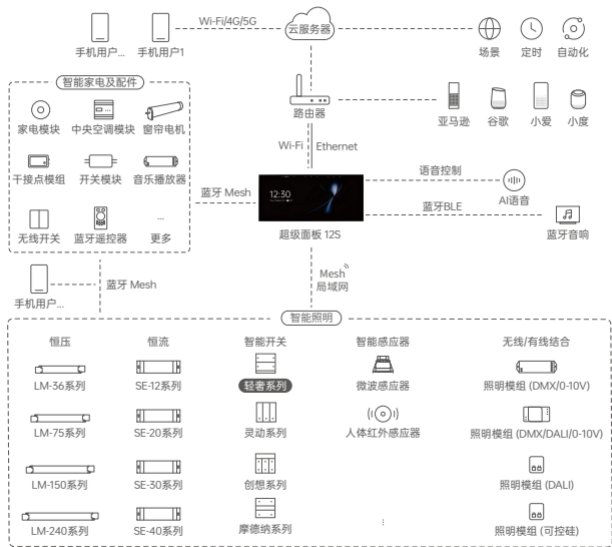 Wi-Fi/4G/5G
云服务器
手机用户... 手机用户1
场景 定时 自动化
智能家电及配件
家电模块 中央空调模块 窗帘电机
路由器
亚马逊 谷歌 小爱 小度
Wi-Fi Ethernet
干接点模组 开关模块 音乐播放器
语音控制
蓝牙 Mesh
12:30
AI语音
蓝牙BLE
无线开关 蓝牙遥控器 更多
...
超级面板 12S
蓝牙音响
手机用户...
蓝牙 Mesh
Mesh
局域网
智能照明
恒压 恒流 智能开关 智能感应器 无线/有线结合
LM-36系列 SE-12系列 轻奢系列 微波感应器 照明模组 (DMX/0-10V)
LM-75系列 SE-20系列 灵动系列 人体红外感应器 照明模组 (DMX/DALI/0-10V)
LM-150系列 SE-30系列 创想系列 照明模组 (DALI)
LM-240系列 SE-40系列 摩德纳系列 ⋮ 照明模组 (可控硅)